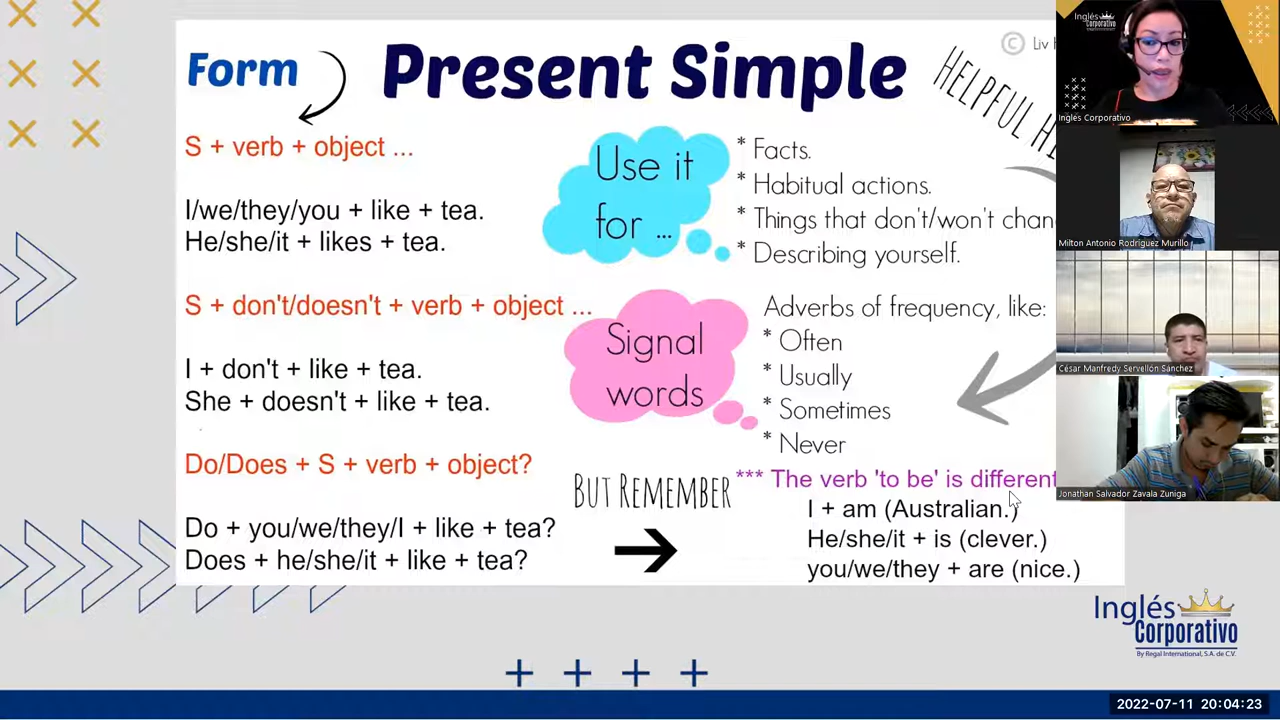 Form
Present Simple
© Liv
HELPFUL
S + verb + object ...
I/we/they/you + like + tea.
He/she/it + likes + tea.
S + don't/doesn't + verb + object ...
I + don't + like + tea.
She + doesn't + like + tea.
Do/Does + S + verb + object?
Do + you/we/they/I + like + tea?
Does + he/she/it + like + tea?
Use it
for ...
* Facts.
* Habitual actions.
* Things that don't/won't chan
* Describing yourself.
Signal
words
Adverbs of frequency, like:
* Often
* Usually
* Sometimes
* Never
BUT REMEMBER
*** The verb 'to be' is different
I + am (Australian.)
He/she/it + is (clever.)
you/we/they + are (nice.)
Inglés
Corporativo
Inglés Corporativo
Milton Antonio Rodriguez Murillo
César Manfredy Servellón Sánchez
Jonathan Salvador Zavala Zuniga
Inglés
Corporativo
By Regal International, S.A. de C.V.
2022-07-11 20:04:23